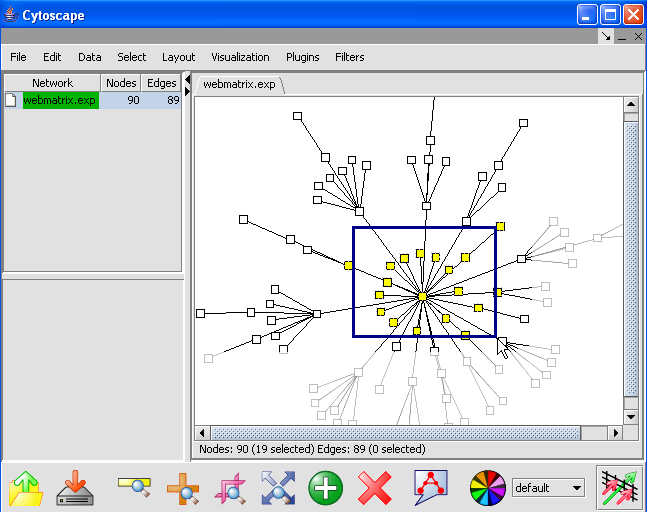 Cytoscape
File Edit Data Select Layout Visualization Plugins Filters
Network Nodes Edges
webmatrix.exp 90 89
webmatrix.exp
Nodes: 90 (19 selected) Edges: 89 (0 selected)
default